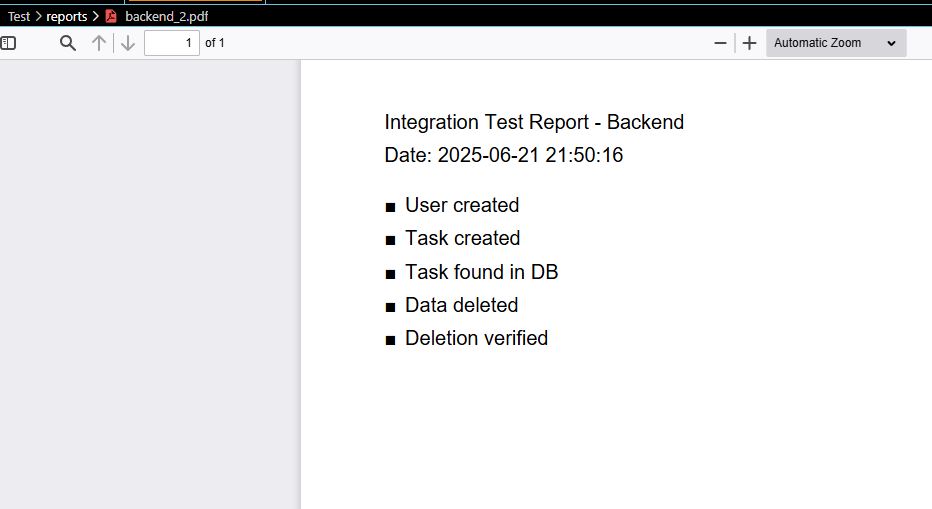 Test > reports > backend_2.pdf
1 of 1
Automatic Zoom
Integration Test Report - Backend
Date: 2025-06-21 21:50:16
■ User created
■ Task created
■ Task found in DB
■ Data deleted
■ Deletion verified